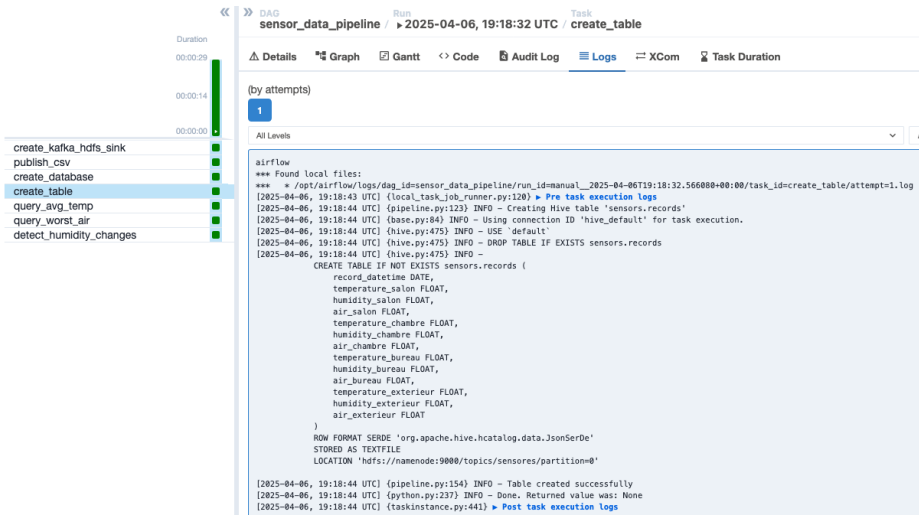 DAG
sensor_data_pipeline
Run
2025-04-06, 19:18:32 UTC
Task
create_table
Duration
00:00:29
00:00:14
00:00:00
create_kafka_hdfs_sink
publish_csv
create_database
create_table
query_avg_temp
query_worst_air
detect_humidity_changes
Details
Graph
Gantt
Code
Audit Log
Logs
XCom
Task Duration
(by attempts)
1
All Levels
airflow
*** Found local files:
***   * /opt/airflow/logs/dag_id=sensor_data_pipeline/run_id=manual__2025-04-06T19:18:32.566080+00:00/task_id=create_table/attempt=1.log
[2025-04-06, 19:18:43 UTC] {local_task_job_runner.py:120} ▶ Pre task execution logs
[2025-04-06, 19:18:44 UTC] {pipeline.py:123} INFO - Creating Hive table 'sensors.records'
[2025-04-06, 19:18:44 UTC] {base.py:84} INFO - Using connection ID 'hive_default' for task execution.
[2025-04-06, 19:18:44 UTC] {hive.py:475} INFO - USE `default`
[2025-04-06, 19:18:44 UTC] {hive.py:475} INFO - DROP TABLE IF EXISTS sensors.records
[2025-04-06, 19:18:44 UTC] {hive.py:475} INFO -
CREATE TABLE IF NOT EXISTS sensors.records (
record_datetime DATE,
temperature_salon FLOAT,
humidity_salon FLOAT,
air_salon FLOAT,
temperature_chambre FLOAT,
humidity_chambre FLOAT,
air_chambre FLOAT,
temperature_bureau FLOAT,
humidity_bureau FLOAT,
air_bureau FLOAT,
temperature_exterieur FLOAT,
humidity_exterieur FLOAT,
air_exterieur FLOAT
)
ROW FORMAT SERDE 'org.apache.hive.hcatalog.data.JsonSerDe'
STORED AS TEXTFILE
LOCATION 'hdfs://namenode:9000/topics/sensores/partition=0'
[2025-04-06, 19:18:44 UTC] {pipeline.py:154} INFO - Table created successfully
[2025-04-06, 19:18:44 UTC] {python.py:237} INFO - Done. Returned value was: None
[2025-04-06, 19:18:44 UTC] {taskinstance.py:441} ▶ Post task execution logs